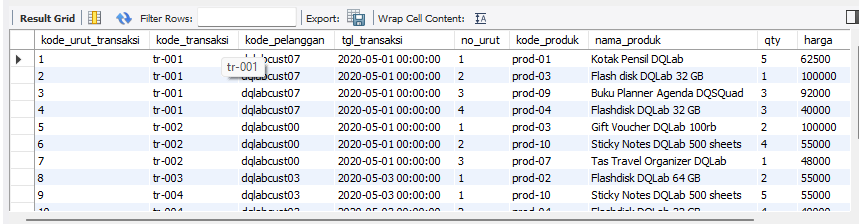 Result Grid Filter Rows: Export: Wrap Cell Content:
kode_urut_transaksi kode_transaksi kode_pelanggan tgl_transaksi no_urut kode_produk nama_produk qty harga
1 tr-001 dqlabcust07 2020-05-01 00:00:00 1 prod-01 Kotak Pensil DQLab 5 62500
tr-001
2 tr-001 dqlabcust07 2020-05-01 00:00:00 2 prod-03 Flash disk DQLab 32 GB 1 100000
3 tr-001 dqlabcust07 2020-05-01 00:00:00 3 prod-09 Buku Planner Agenda DQSQuad 3 92000
4 tr-001 dqlabcust07 2020-05-01 00:00:00 4 prod-04 Flashdisk DQLab 32 GB 3 40000
5 tr-002 dqlabcust00 2020-05-01 00:00:00 1 prod-03 Gift Voucher DQLab 100rb 2 100000
6 tr-002 dqlabcust00 2020-05-01 00:00:00 2 prod-10 Sticky Notes DQLab 500 sheets 4 55000
7 tr-002 dqlabcust00 2020-05-01 00:00:00 3 prod-07 Tas Travel Organizer DQLab 1 48000
8 tr-003 dqlabcust03 2020-05-03 00:00:00 1 prod-02 Flashdisk DQLab 64 GB 2 55000
9 tr-004 dqlabcust03 2020-05-03 00:00:00 1 prod-10 Sticky Notes DQLab 500 sheets 5 55000